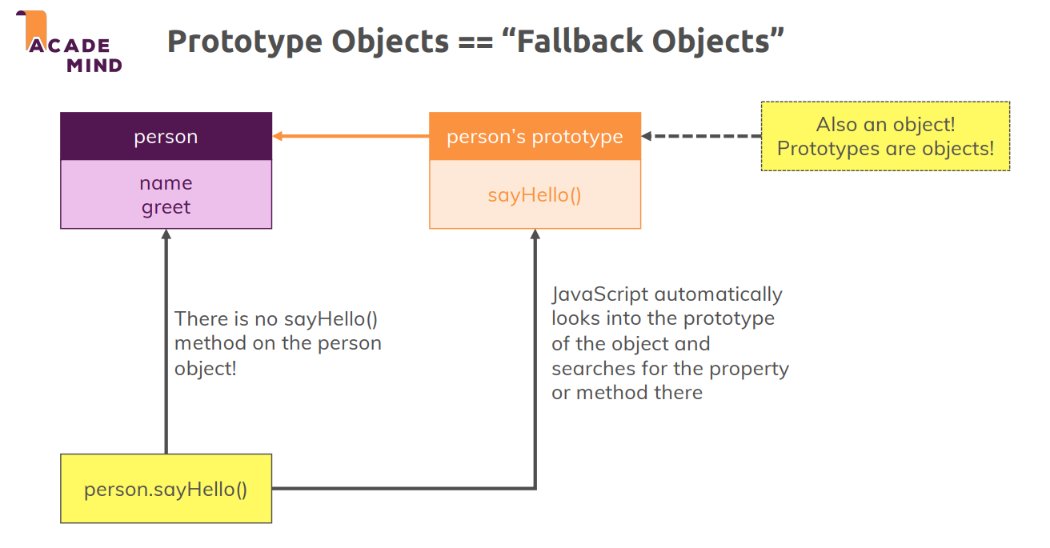 ACADE
MIND
Prototype Objects == “Fallback Objects”
person
name
greet
person’s prototype
sayHello()
Also an object!
Prototypes are objects!
There is no sayHello()
method on the person
object!
JavaScript automatically
looks into the prototype
of the object and
searches for the property
or method there
person.sayHello()